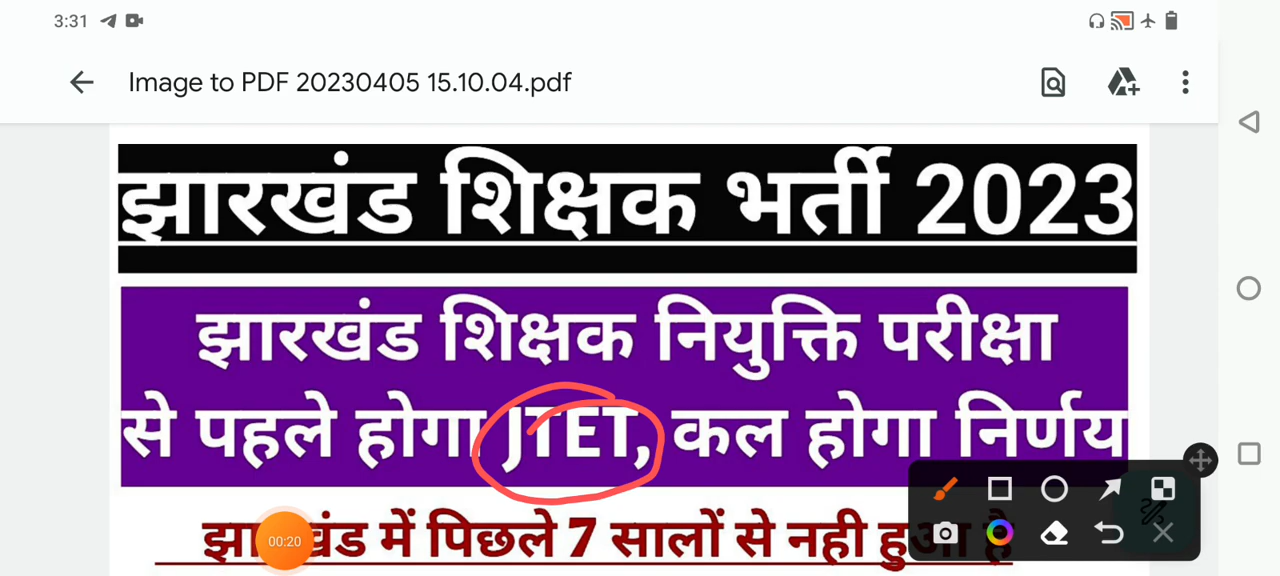 3:31
Image to PDF 20230405 15.10.04.pdf
झारखंड शिक्षक भर्ती 2023
झारखंड शिक्षक नियुक्ति परीक्षा
से पहले होगा JTET, कल होगा निर्णय
झारखंड में पिछले 7 सालों से नही हुआ है
00:20